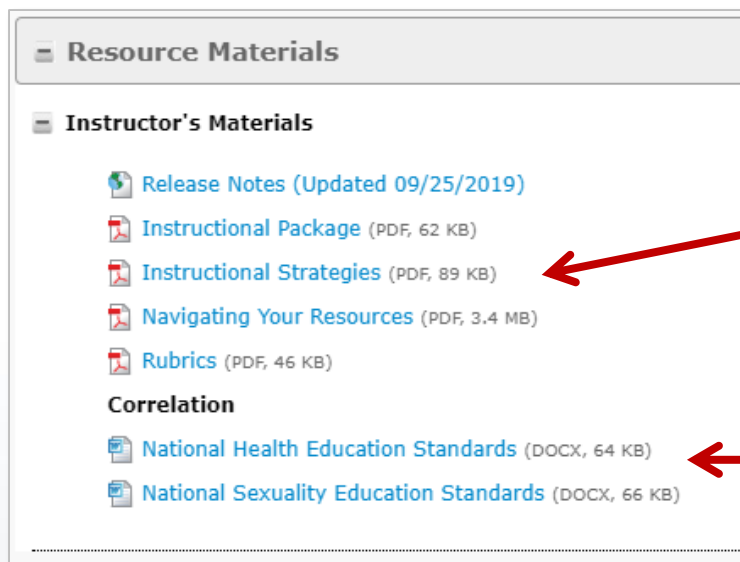 Resource Materials
Instructor's Materials
Release Notes (Updated 09/25/2019)
Instructional Package (PDF, 62 KB)
Instructional Strategies (PDF, 89 KB)
Navigating Your Resources (PDF, 3.4 MB)
Rubrics (PDF, 46 KB)
Correlation
National Health Education Standards (DOCX, 64 KB)
National Sexuality Education Standards (DOCX, 66 KB)